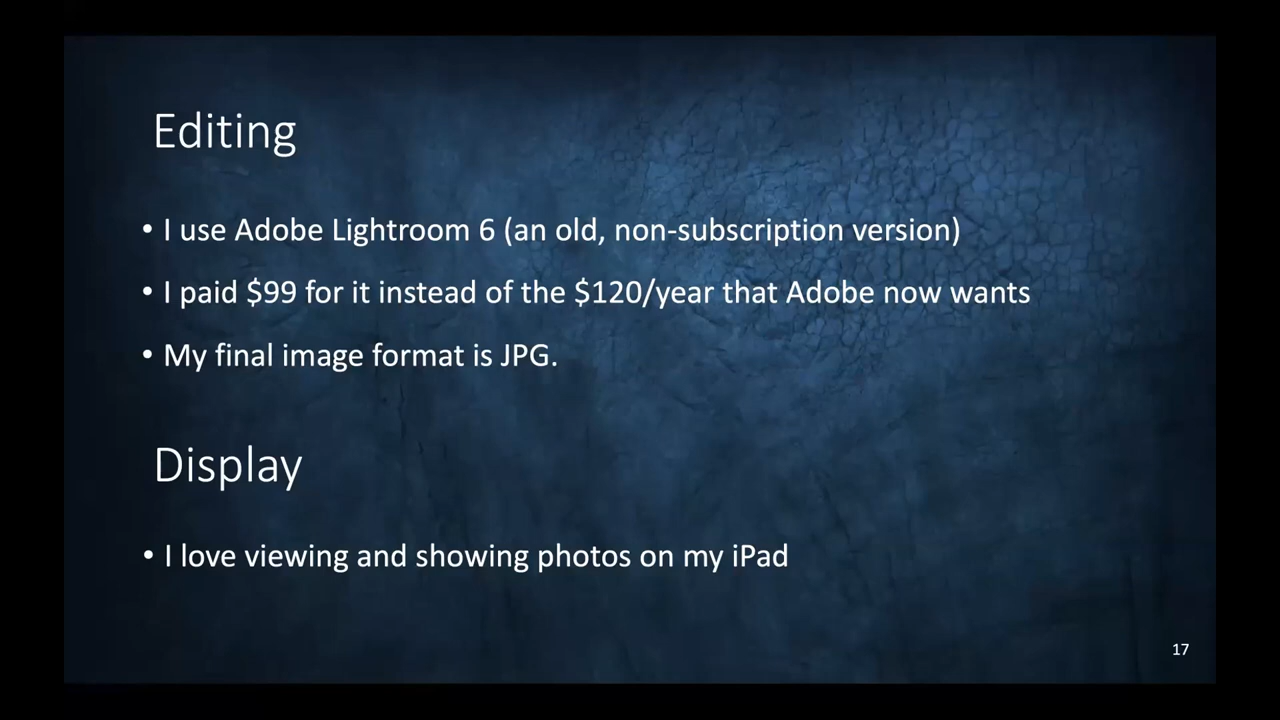 Editing
• I use Adobe Lightroom 6 (an old, non-subscription version)
• I paid $99 for it instead of the $120/year that Adobe now wants
• My final image format is JPG.
Display
• I love viewing and showing photos on my iPad
17